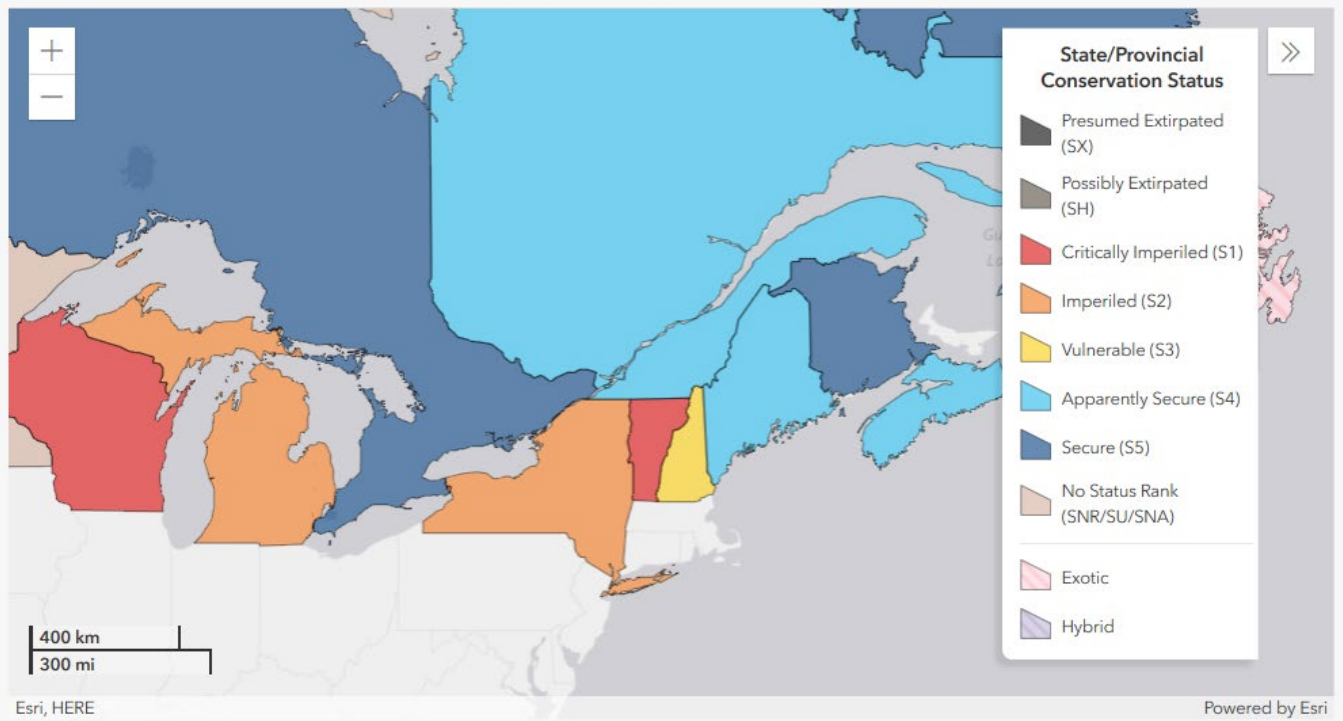 +
−
State/Provincial
Conservation Status
Presumed Extirpated
(SX)
Possibly Extirpated
(SH)
Critically Imperiled (S1)
Imperiled (S2)
Vulnerable (S3)
Apparently Secure (S4)
Secure (S5)
No Status Rank
(SNR/SU/SNA)
Exotic
Hybrid
400 km
300 mi
Esri, HERE
Powered by Esri